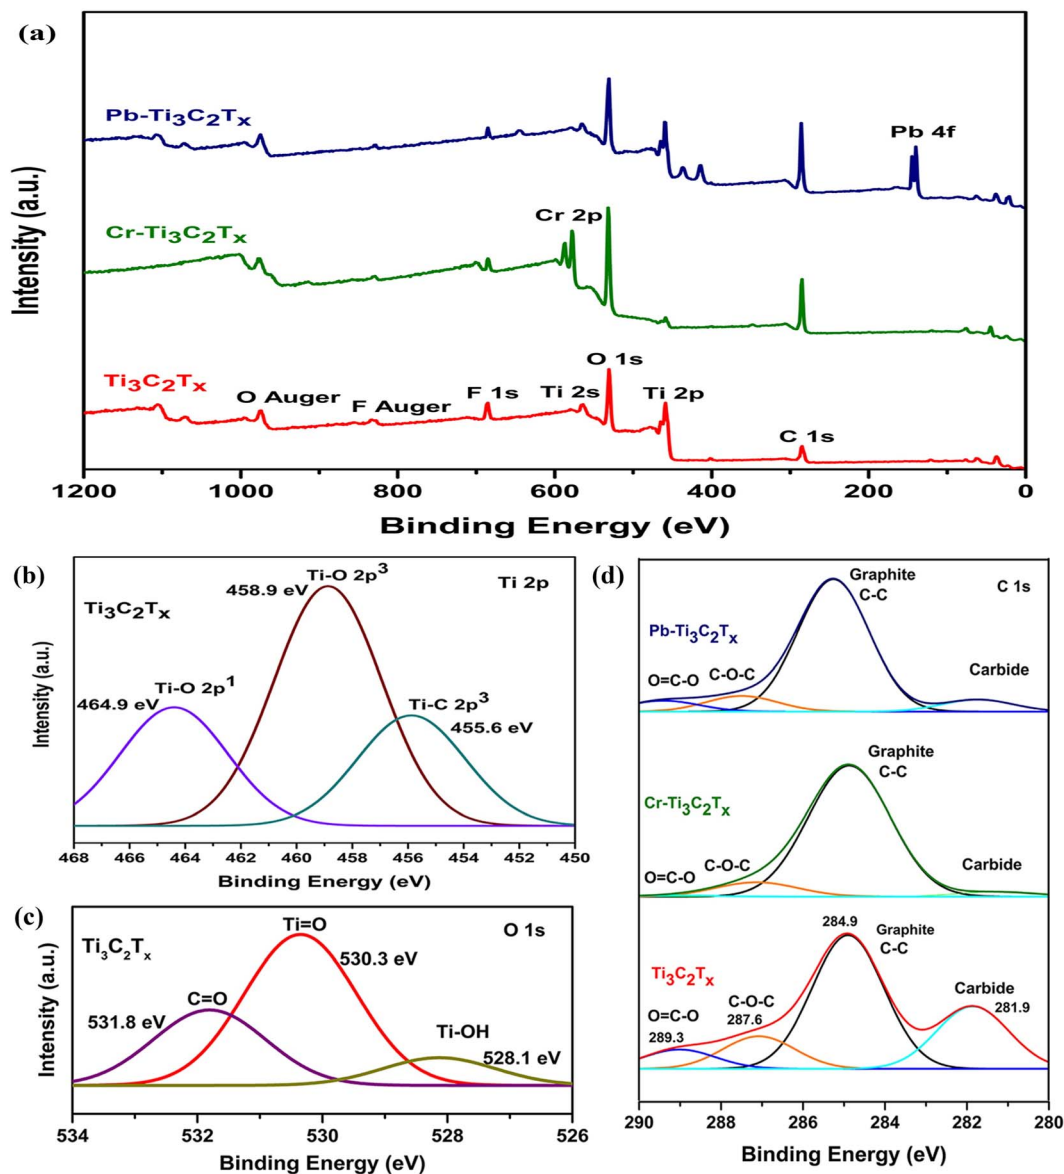 (a)
Pb-Ti₃C₂Tₓ
Pb 4f
Cr 2p
Cr-Ti₃C₂Tₓ
O 1s
Ti₃C₂Tₓ
O Auger
F Auger
F 1s
Ti 2s
Ti 2p
C 1s
Intensity (a.u.)
1200 1000 800 600 400 200 0
Binding Energy (eV)
(b)
Ti-O 2p³
458.9 eV
Ti 2p
Ti₃C₂Tₓ
Ti-O 2p¹
464.9 eV
Ti-C 2p³
455.6 eV
Intensity (a.u.)
468 466 464 462 460 458 456 454 452 450
Binding Energy (eV)
(c)
Ti=O
O 1s
Ti₃C₂Tₓ
530.3 eV
C=O
531.8 eV
Ti-OH
528.1 eV
Intensity (a.u.)
534 532 530 528 526
Binding Energy (eV)
(d)
Graphite
C-C
C 1s
Pb-Ti₃C₂Tₓ
O=C-O
C-O-C
Carbide
Graphite
C-C
Cr-Ti₃C₂Tₓ
O=C-O
C-O-C
Carbide
284.9
Graphite
C-C
Ti₃C₂Tₓ
O=C-O
289.3
C-O-C
287.6
Carbide
281.9
Intensity (a.u.)
290 288 286 284 282 280
Binding Energy (eV)